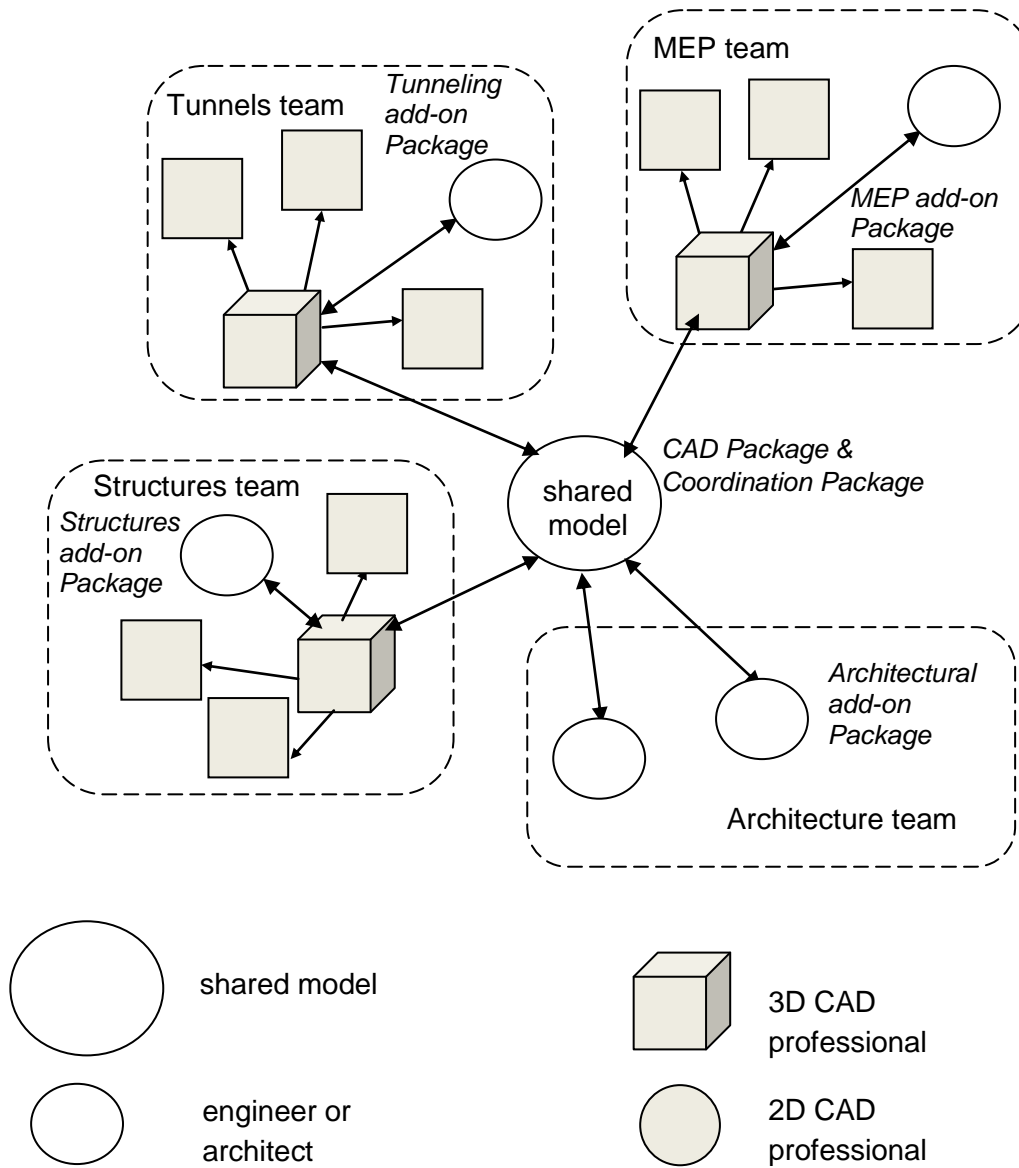 MEP team
Tunnels team
Tunneling
add-on
Package
MEP add-on
Package
CAD Package &
Coordination Package
shared
model
Structures team
Structures
add-on
Package
Architectural
add-on
Package
Architecture team
shared model
3D CAD
professional
engineer or
architect
2D CAD
professional